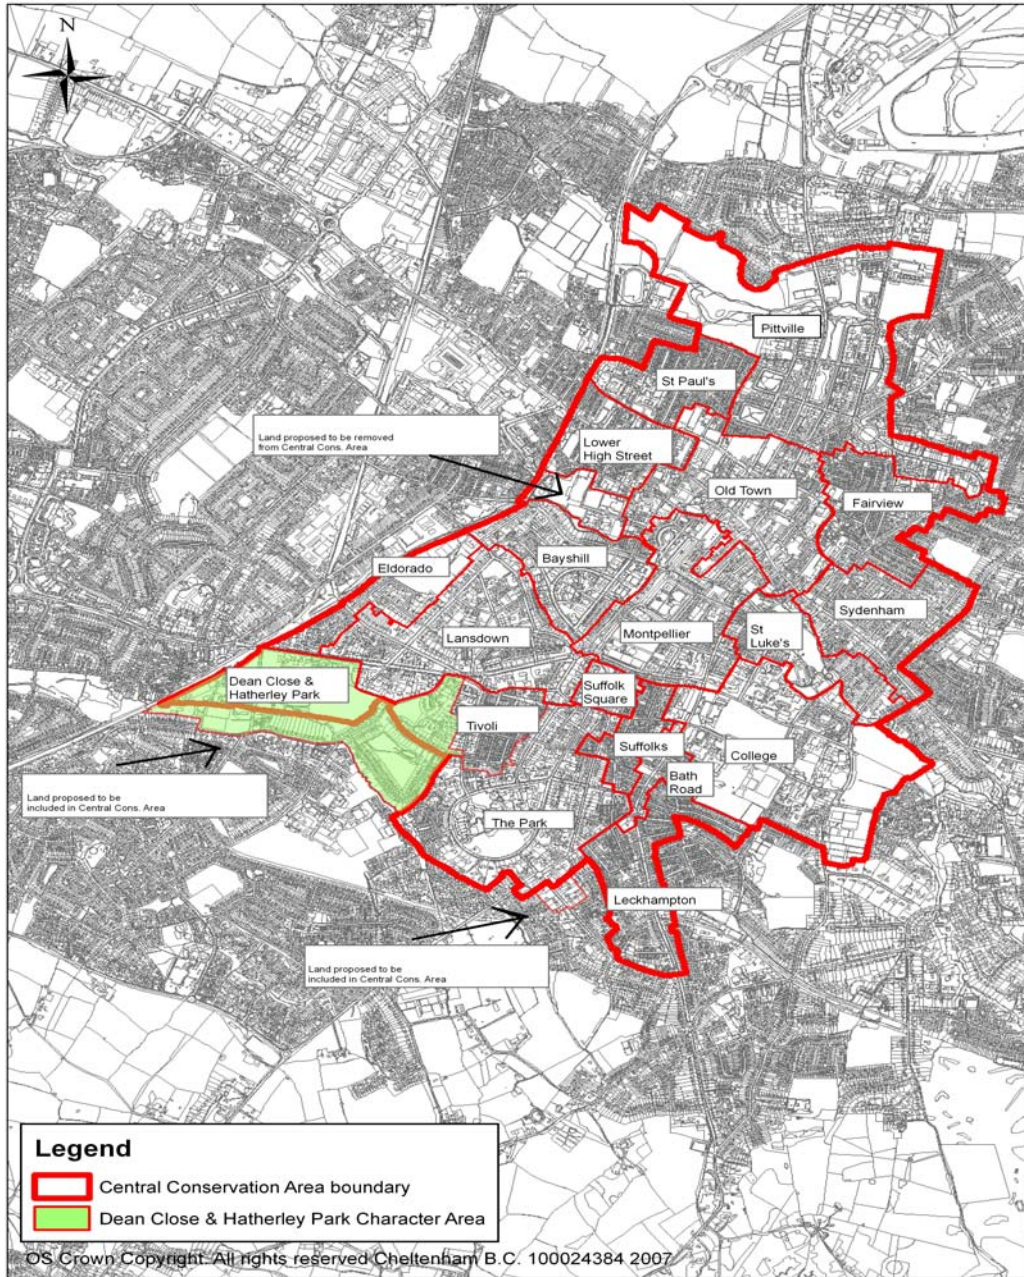 N
Pittville
St Paul's
Land proposed to be removed
from Central Cons. Area
Lower
High Street
Old Town
Fairview
Bayshill
Eldorado
Sydenham
Lansdown
Montpellier
St
Luke's
Dean Close &
Hatherley Park
Suffolk
Square
Tivoli
Suffolks
College
Bath
Road
Land proposed to be
included in Central Cons. Area
The Park
Leckhampton
Land proposed to be
included in Central Cons. Area
Legend
Central Conservation Area boundary
Dean Close & Hatherley Park Character Area
OS Crown Copyright. All rights reserved Cheltenham B.C. 100024384 2007